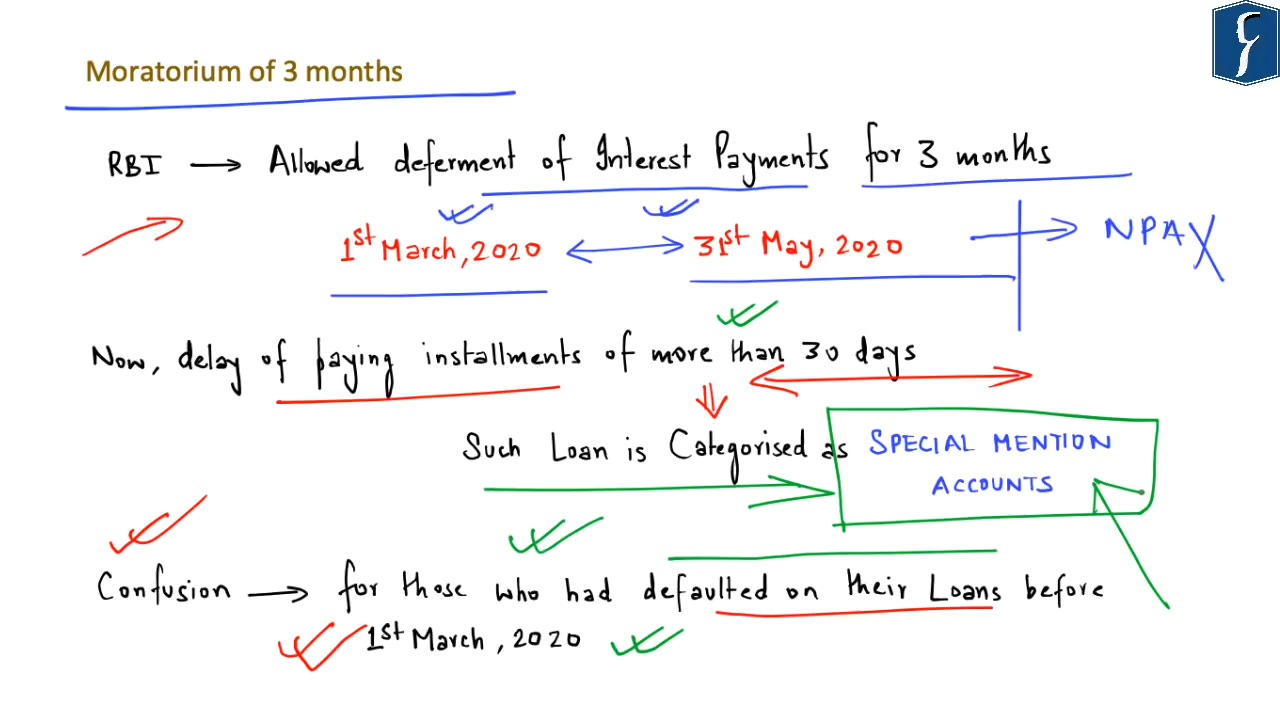 Moratorium of 3 months
RBI → Allowed deferment of Interest Payments for 3 months
1st March, 2020 ↔ 31st May, 2020 → NPA X
Now, delay of paying installments of more than 30 days
Such Loan is Categorised as SPECIAL MENTION
ACCOUNTS
Confusion → for those who had defaulted on their Loans before
1st March, 2020